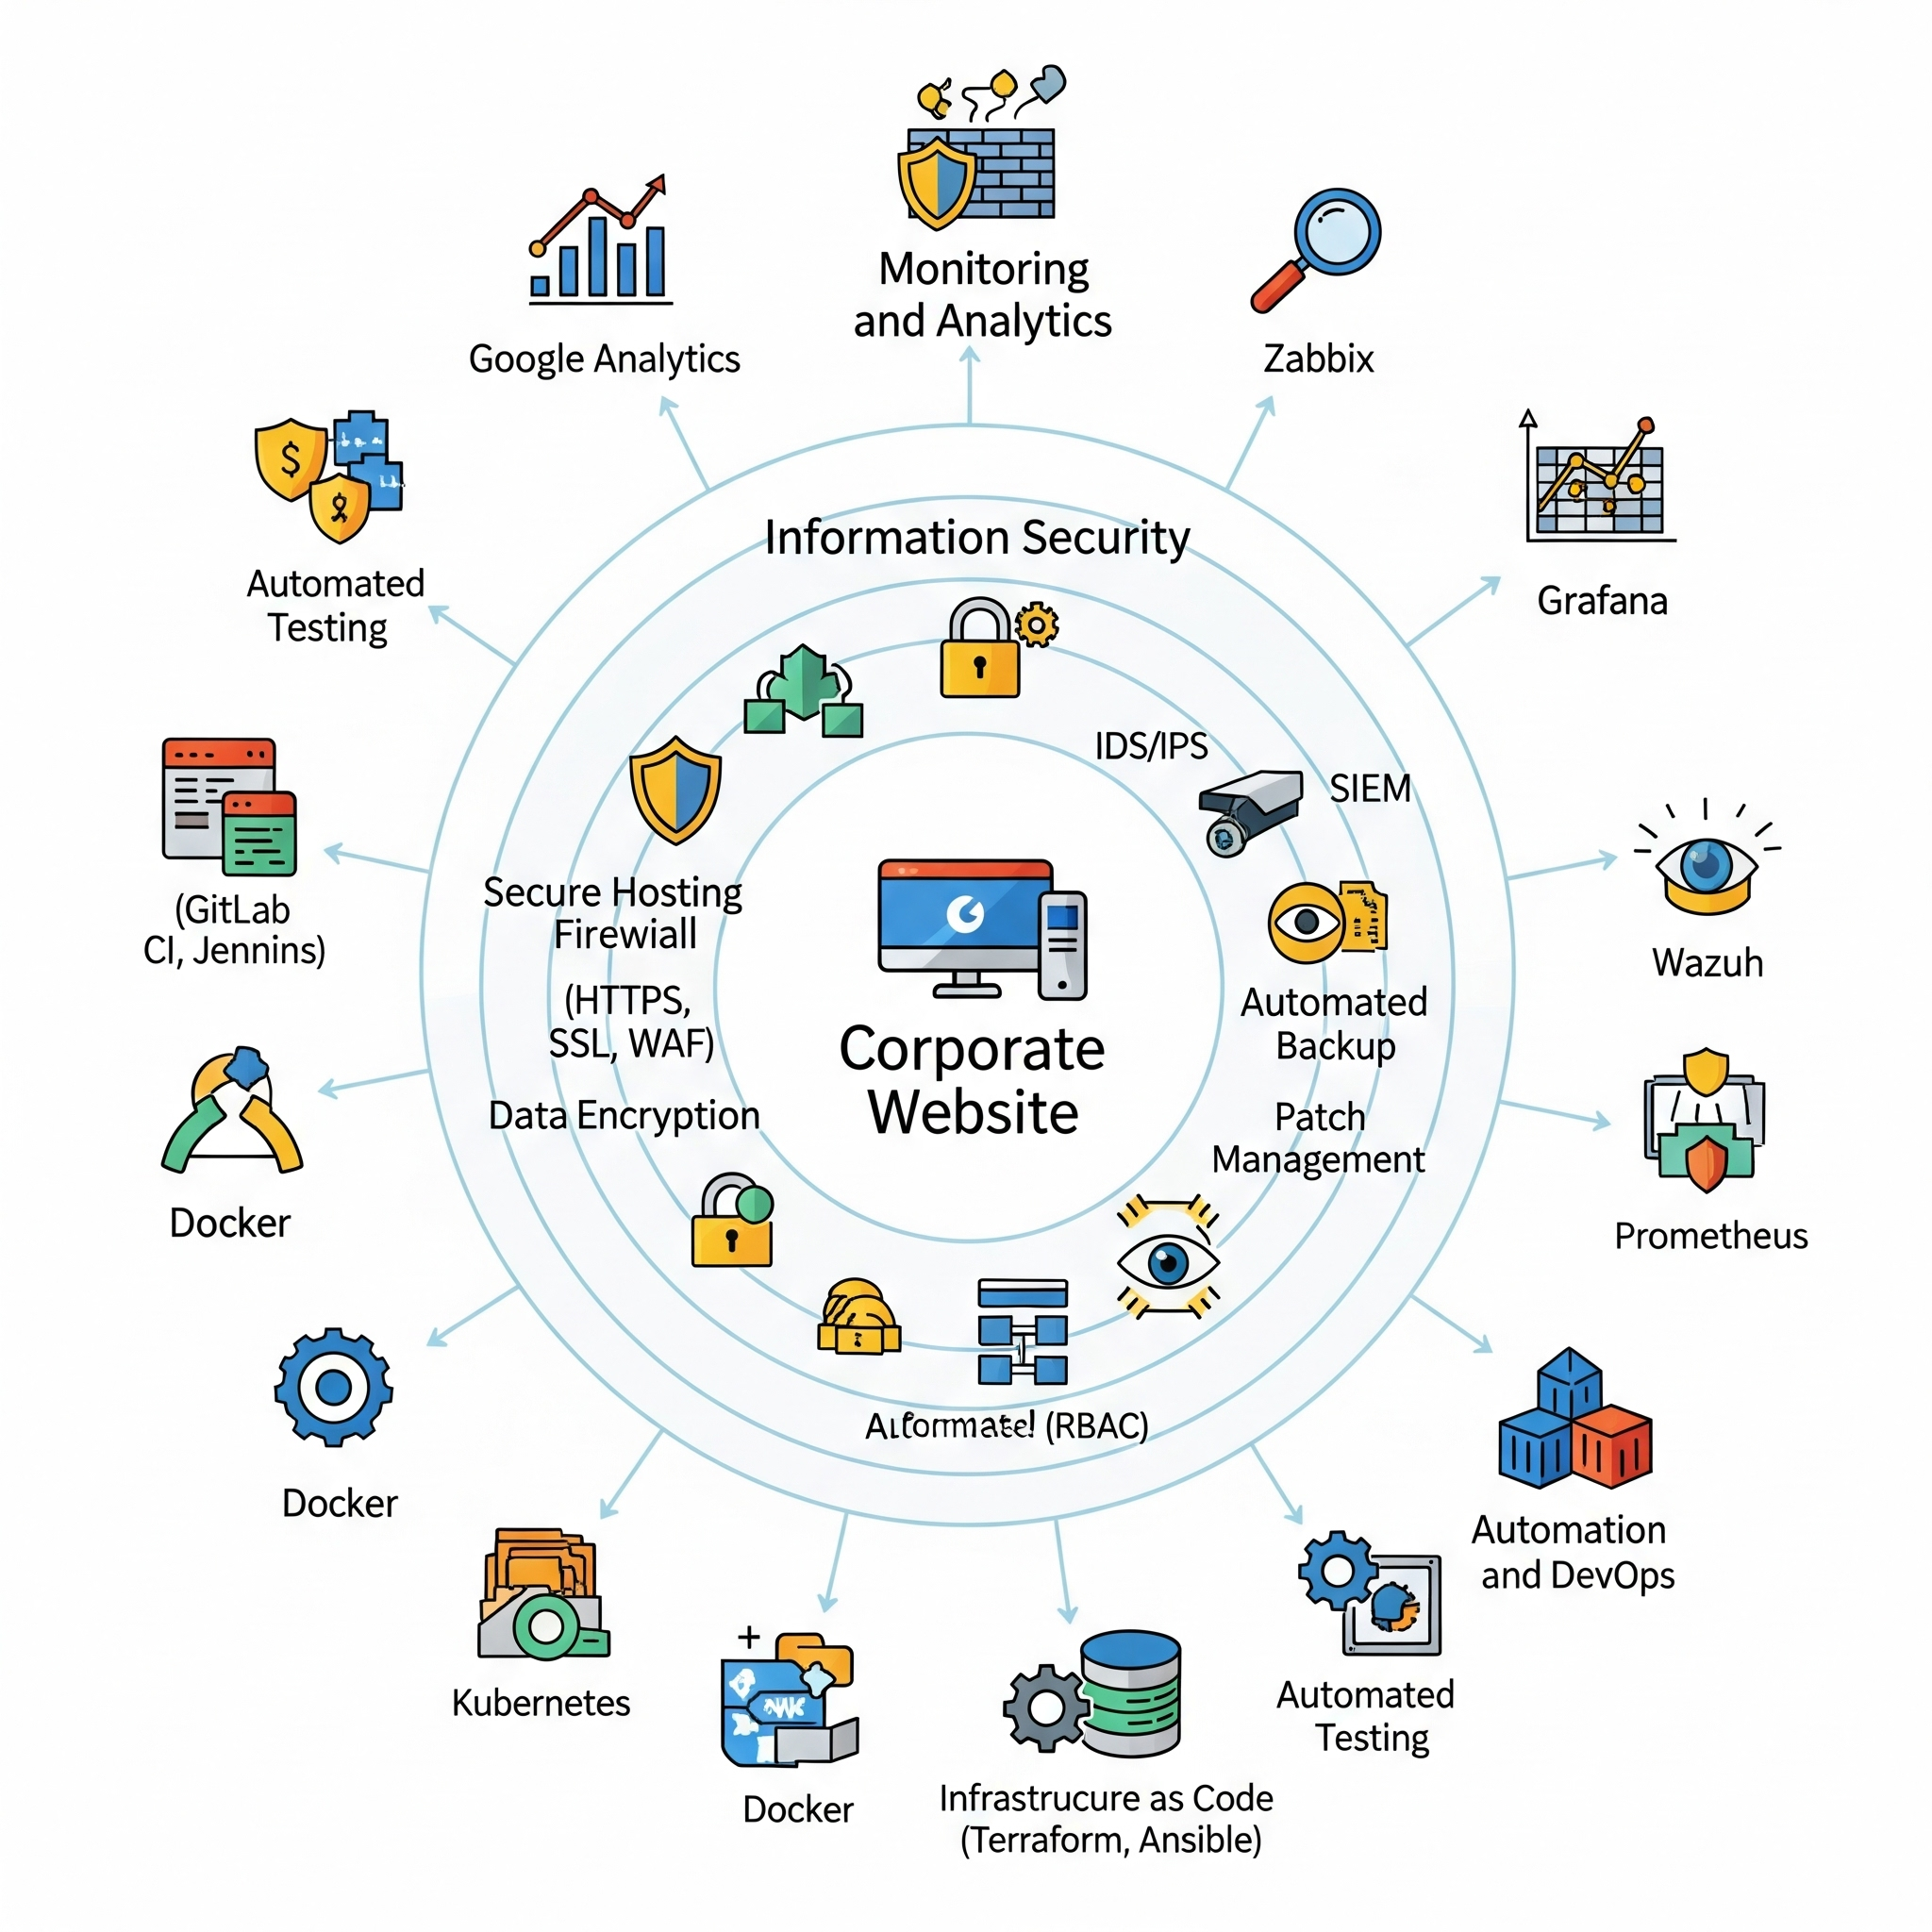 Monitoring
and Analytics
Google Analytics
Zabbix
Automated
Testing
Grafana
Information Security
IDS/IPS
SIEM
(GitLab
CI, Jennins)
Secure Hosting
Firewiall
(HTTPS,
SSL, WAF)
Data Encryption
Corporate
Website
Automated
Backup
Patch
Management
Wazuh
Docker
Prometheus
(RBAC)
Docker
Automation
and DevOps
Kubernetes
Docker
Infrastrucure as Code
(Terraform, Ansible)
Automated
Testing